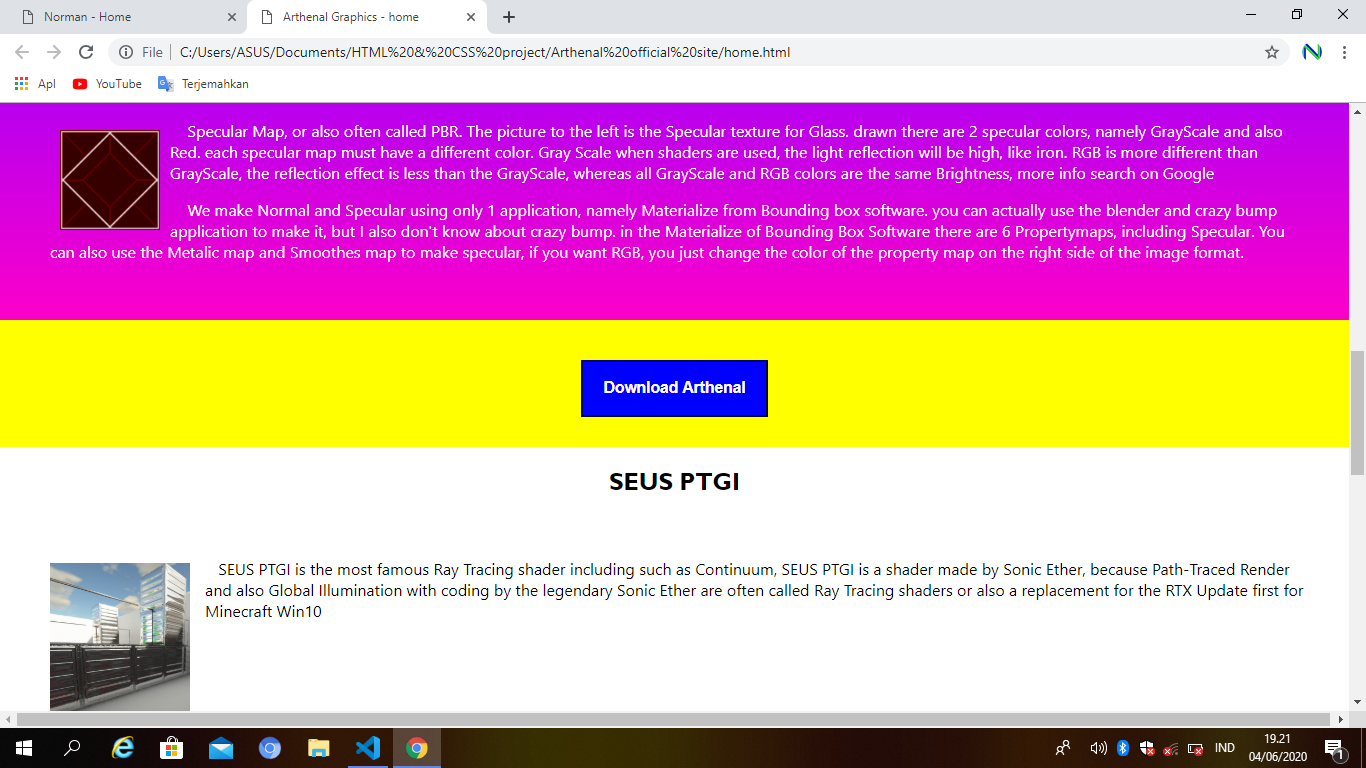 Norman - Home
Arthenal Graphics - home
File
C:/Users/ASUS/Documents/HTML%20&%20CSS%20project/Arthenal%20official%20site/home.html
Apl
YouTube
Terjemahkan
Specular Map, or also often called PBR. The picture to the left is the Specular texture for Glass. drawn there are 2 specular colors, namely GrayScale and also
Red. each specular map must have a different color. Gray Scale when shaders are used, the light reflection will be high, like iron. RGB is more different than
GrayScale, the reflection effect is less than the GrayScale, whereas all GrayScale and RGB colors are the same Brightness, more info search on Google
We make Normal and Specular using only 1 application, namely Materialize from Bounding box software. you can actually use the blender and crazy bump
application to make it, but I also don't know about crazy bump. in the Materialize of Bounding Box Software there are 6 Propertymaps, including Specular. You
can also use the Metalic map and Smoothes map to make specular, if you want RGB, you just change the color of the property map on the right side of the image format.
Download Arthenal
SEUS PTGI
SEUS PTGI is the most famous Ray Tracing shader including such as Continuum, SEUS PTGI is a shader made by Sonic Ether, because Path-Traced Render
and also Global Illumination with coding by the legendary Sonic Ether are often called Ray Tracing shaders or also a replacement for the RTX Update first for
Minecraft Win10
IND
19.21
04/06/2020
1